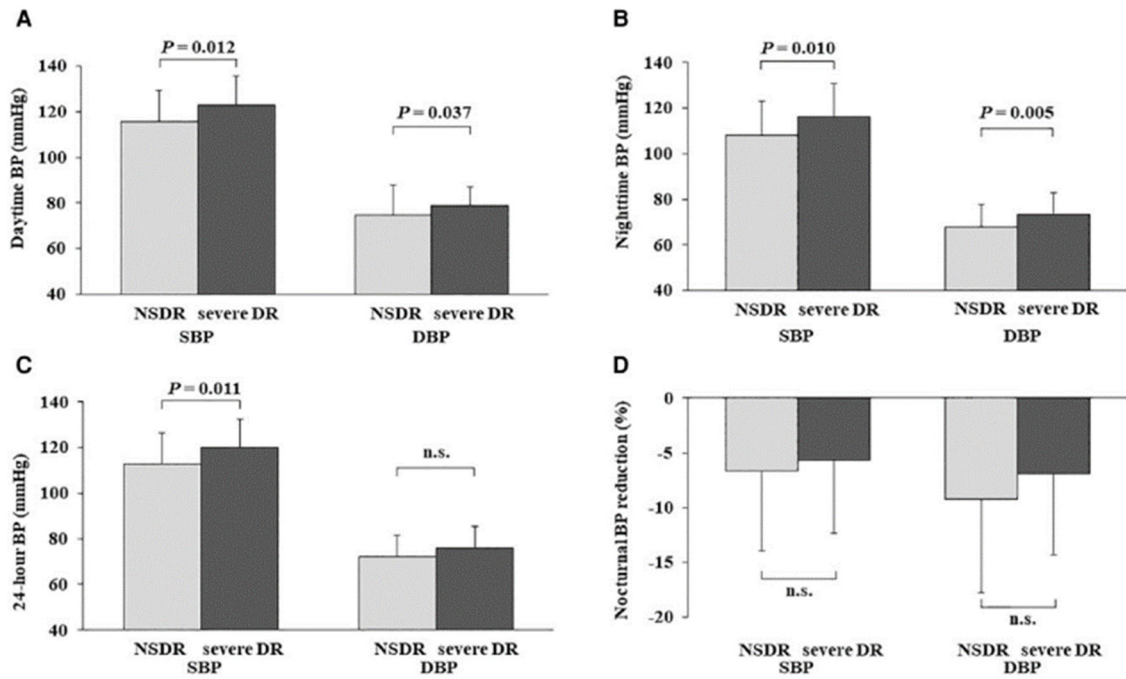 A
P = 0.012
P = 0.037
Daytime BP (mmHg)
140
120
100
80
60
40
NSDR severe DR NSDR severe DR
SBP DBP
B
P = 0.010
P = 0.005
Nighttime BP (mmHg)
140
120
100
80
60
40
NSDR severe DR NSDR severe DR
SBP DBP
C
P = 0.011
n.s.
24-hour BP (mmHg)
140
120
100
80
60
40
NSDR severe DR NSDR severe DR
SBP DBP
D
Nocturnal BP reduction (%)
0
-5
-10
-15
-20
n.s.
n.s.
NSDR severe DR NSDR severe DR
SBP DBP